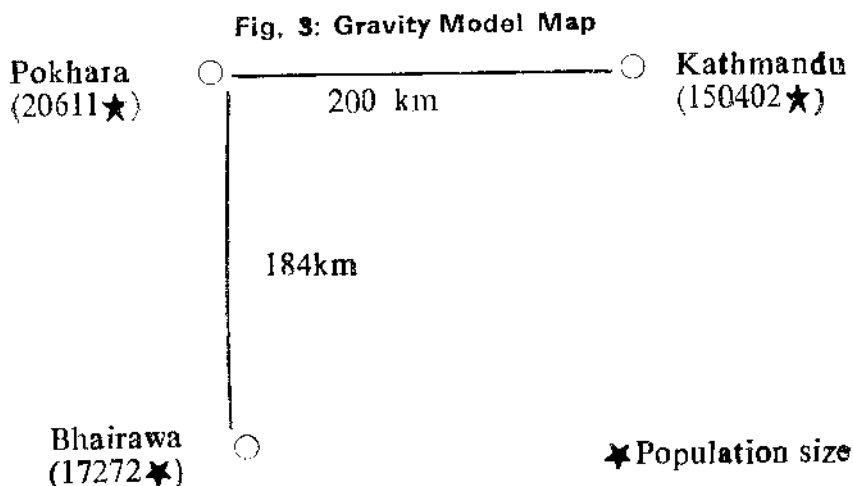 Fig. 3: Gravity Model Map
Pokhara
(20611★)
200 km
Kathmandu
(150402★)
184km
Bhairawa
(17272★)
★Population size